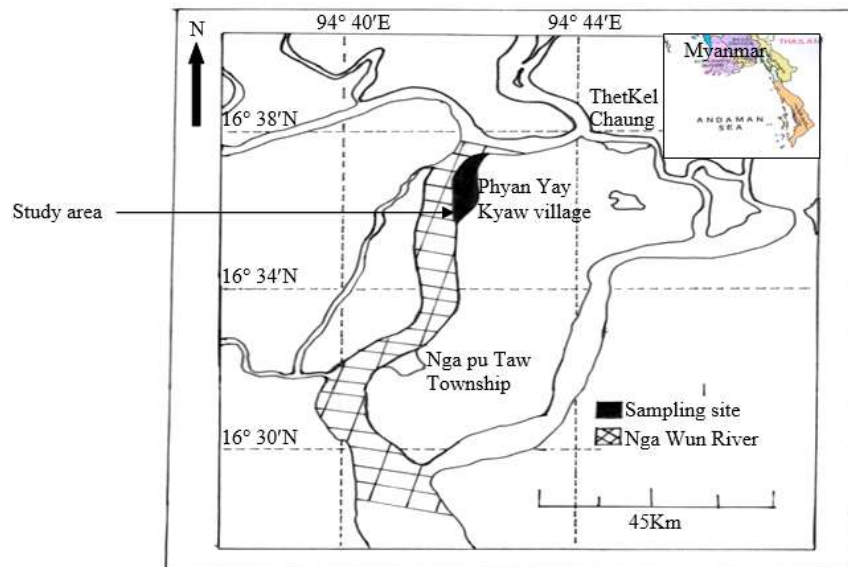 94° 40′E
94° 44′E
N
Myanmar
THAILAN
ANDAMAN
SEA
ThetKel
Chaung
16° 38′N
Phyan Yay
Kyaw village
Study area
16° 34′N
Nga pu Taw
Township
Sampling site
Nga Wun River
16° 30′N
45Km